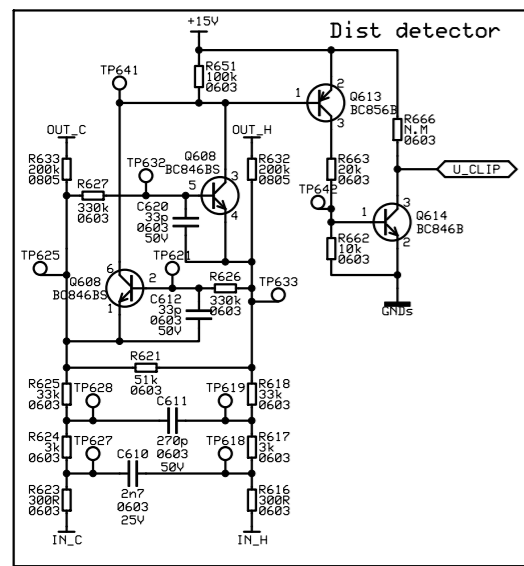 Dist detector
+15V
TP641
R651
100k
0603
1
2
3
Q613
BC856B
R666
N.M
0603
OUT_C
OUT_H
R633
200k
0805
R627
330k
0603
TP632
Q608
BC846BS
5
3
4
R632
200k
0805
C620
33p
0603
50V
R663
20k
0603
TP642
U_CLIP
R662
10k
0603
1
3
2
Q614
BC846B
GNDs
TP625
Q608
BC846BS
6
2
1
TP621
R626
330k
0603
C612
33p
0603
50V
TP633
R621
51k
0603
R625
33k
0603
TP628
C611
270p
0603
50V
TP619
R618
33k
0603
R624
3k
0603
TP627
C610
2n7
0603
25V
TP618
R617
3k
0603
R623
300R
0603
R616
300R
0603
IN_C
IN_H